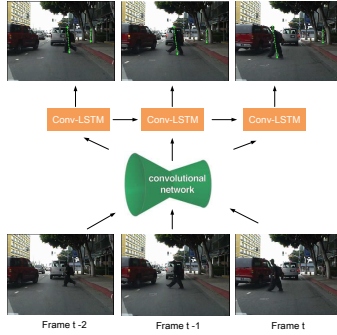 Conv-LSTM Conv-LSTM Conv-LSTM
convolutional
network
Frame t -2 Frame t -1 Frame t